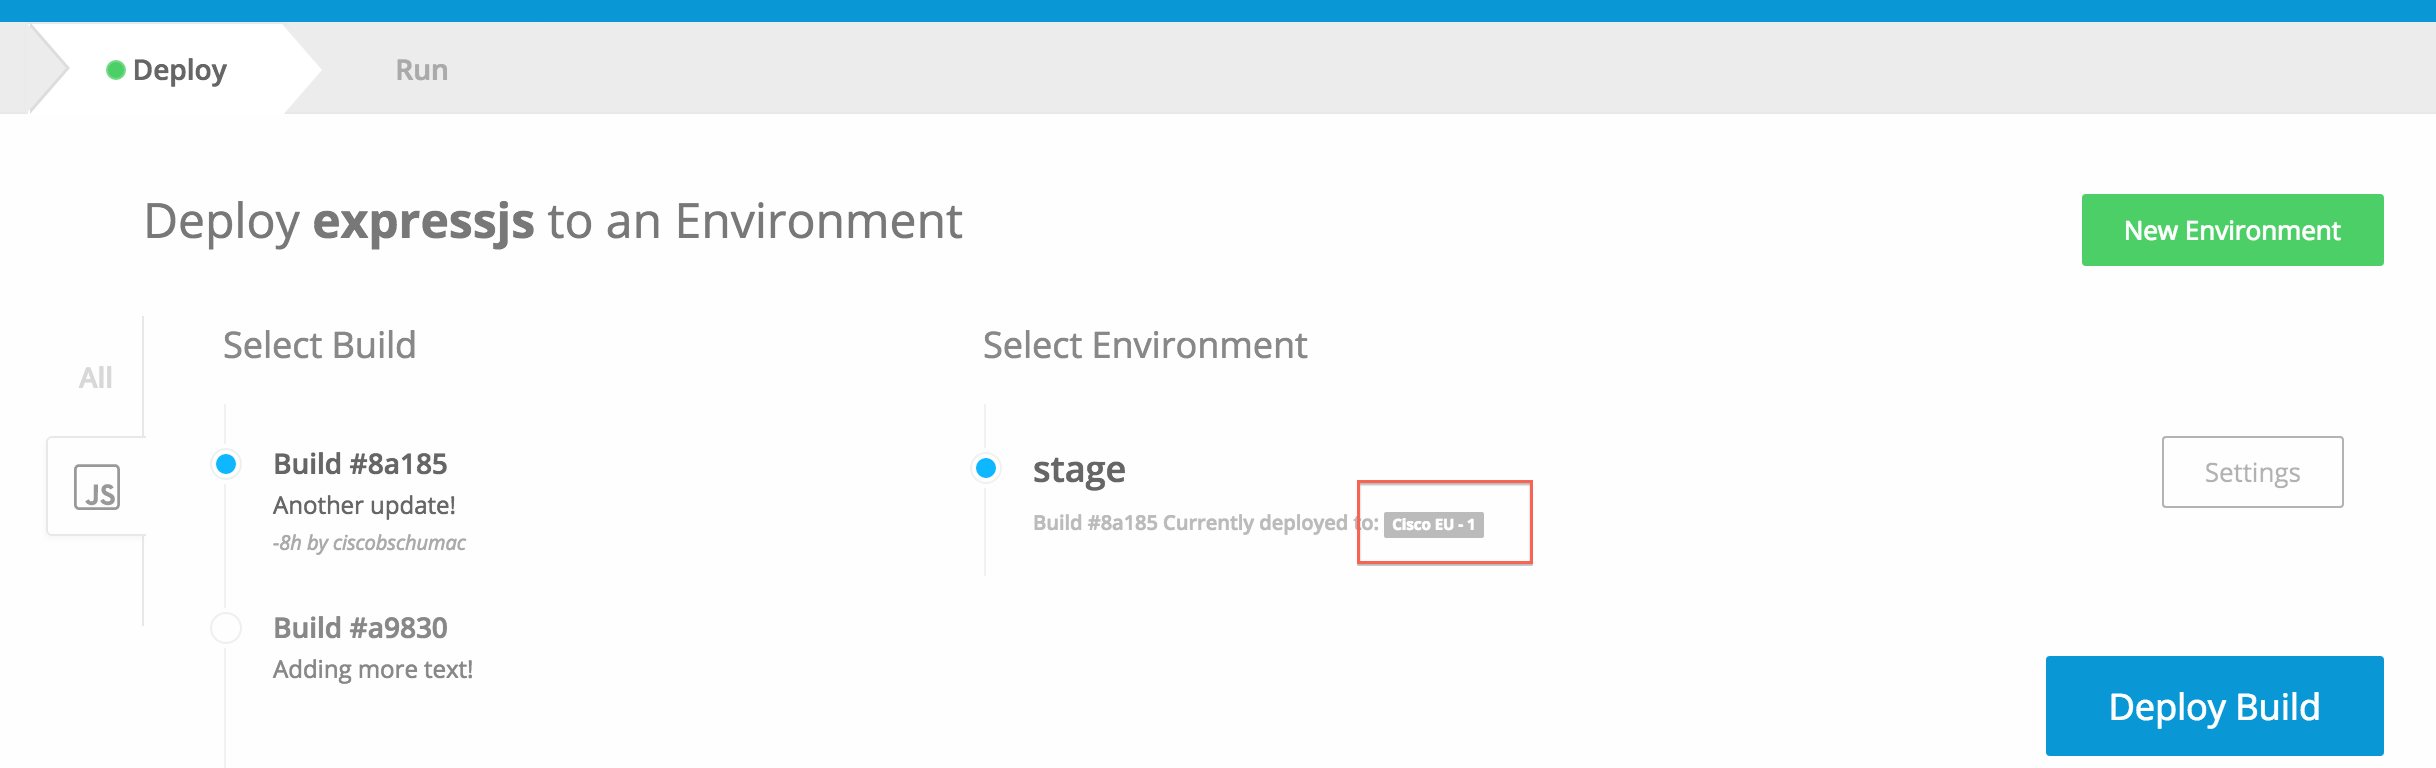 Deploy
Run
Deploy expressjs to an Environment
New Environment
All
JS
Select Build
Build #8a185
Another update!
-8h by ciscobschumac
Build #a9830
Adding more text!
Select Environment
stage
Build #8a185 Currently deployed to: Cisco EU - 1
Settings
Deploy Build